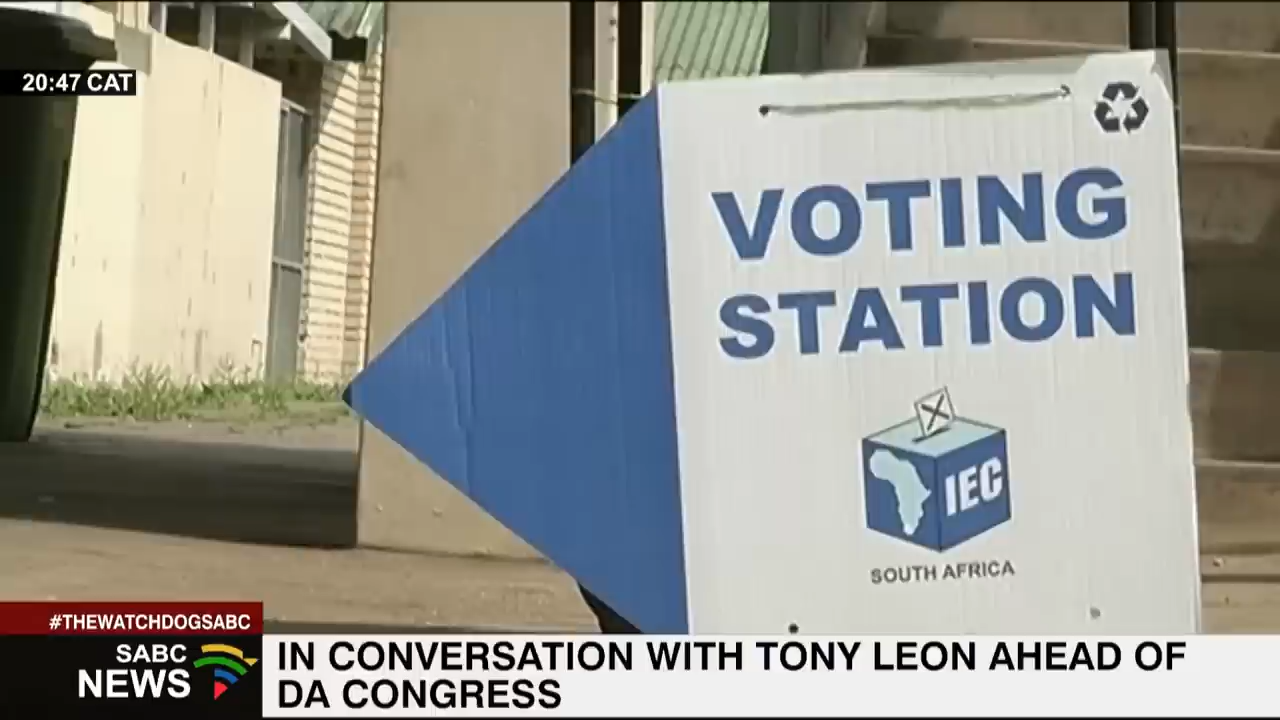 20:47 CAT
VOTING
STATION
IEC
SOUTH AFRICA
#THEWATCHDOGSABC
SABC
NEWS
IN CONVERSATION WITH TONY LEON AHEAD OF
DA CONGRESS